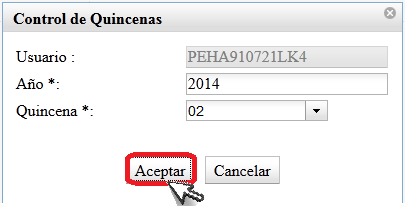 Control de Quincenas
Usuario : PEHA910721LK4
Año *: 2014
Quincena *: 02
Aceptar Cancelar